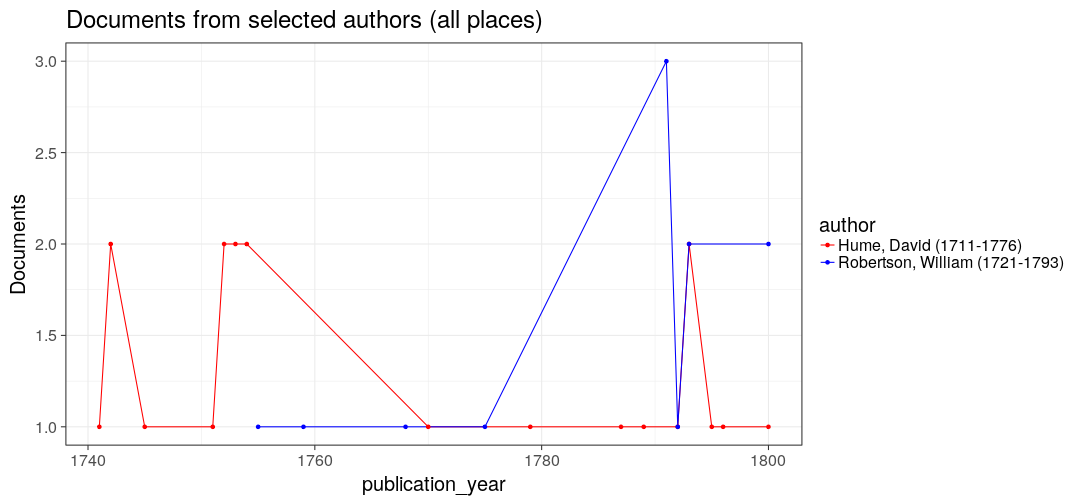 Documents from selected authors (all places)
3.0
2.5
2.0
1.5
1.0
Documents
1740
1760
1780
1800
publication_year
author
Hume, David (1711-1776)
Robertson, William (1721-1793)